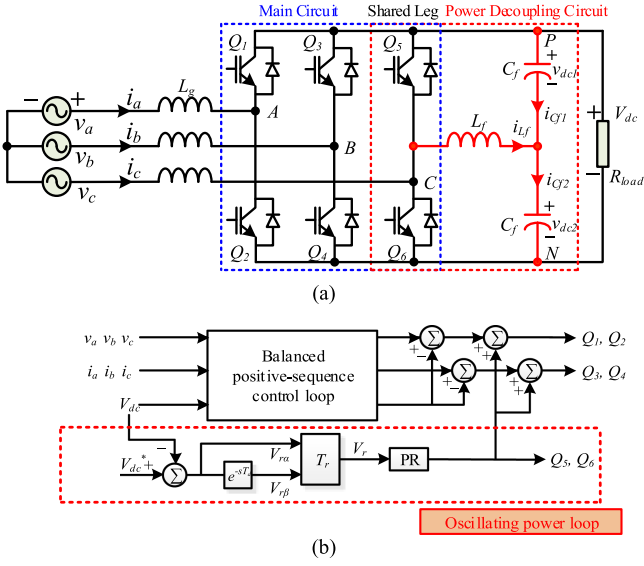 Main Circuit
Shared Leg
Power Decoupling Circuit
Q1
Q3
Q5
P
Lg
Cf
+
vdc1
−
− +
ia
va
A
iCf1
Lf
iLf
+
Vdc
−
ib
vb
B
Rload
iCf2
ic
vc
C
Cf
+
vdc2
−
Q2
Q4
Q6
N
(a)
va vb vc
ia ib ic
Vdc
Balanced
positive-sequence
control loop
+ − Σ
+ + Σ
Q1, Q2
+ − Σ
+ + Σ
Q3, Q4
−
Vdc*+
Σ
Vrα
e-sT
Vrβ
Tr
Vr
PR
Q5, Q6
Oscillating power loop
(b)